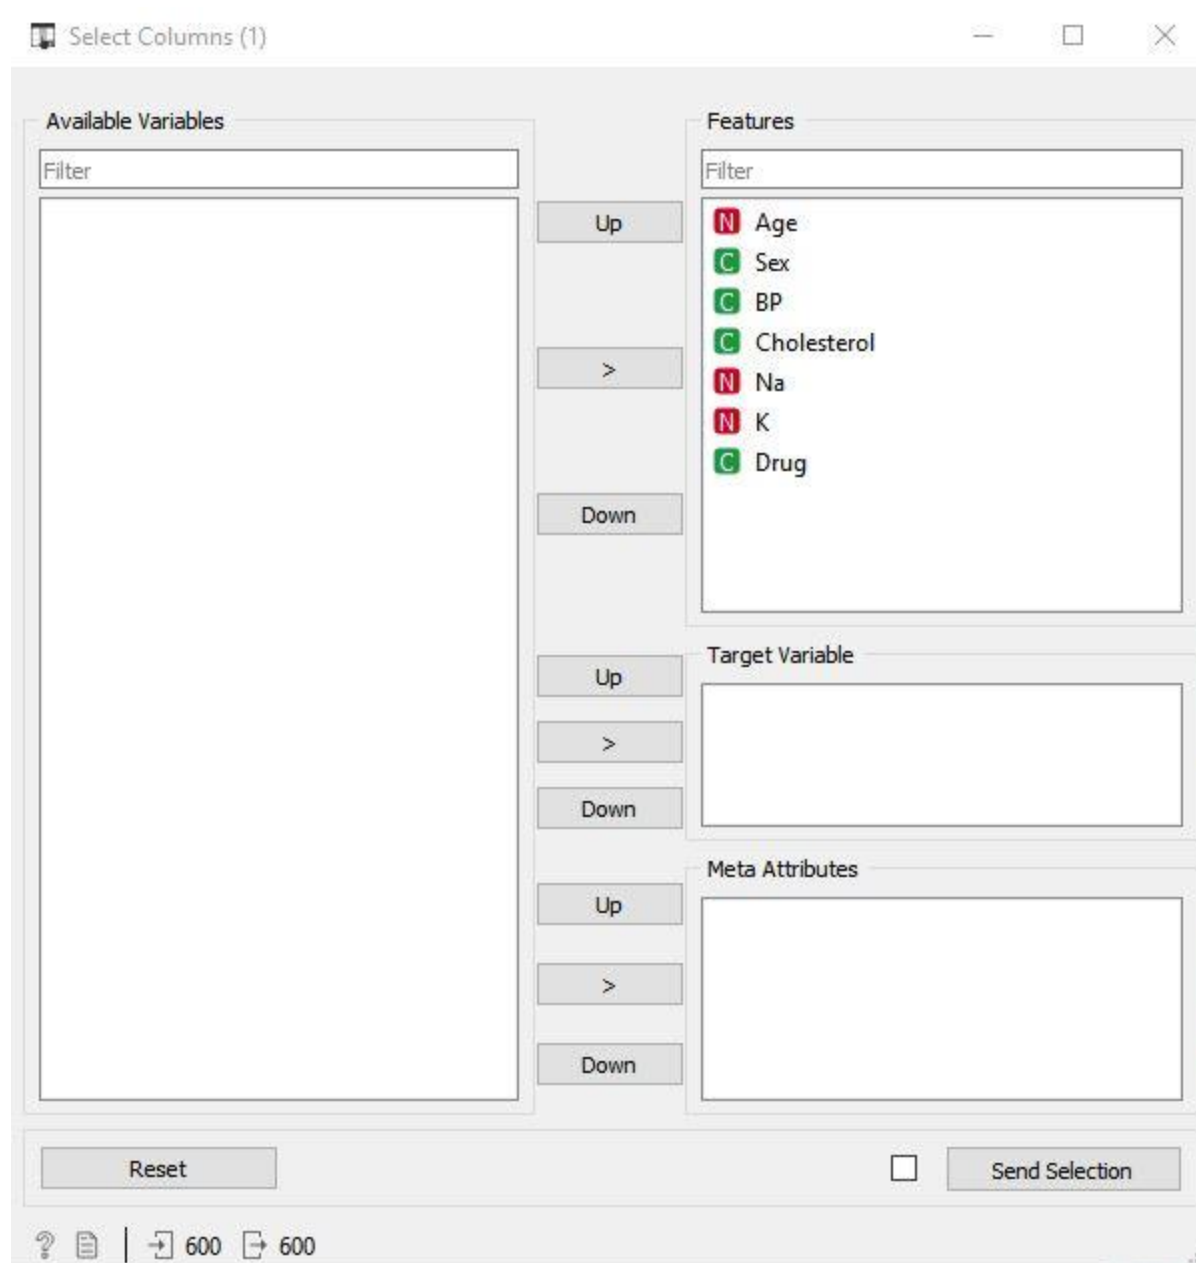 Select Columns (1)
Available Variables
Filter
Up
>
Down
Up
>
Down
Up
>
Down
Features
Filter
N Age
C Sex
C BP
C Cholesterol
N Na
N K
C Drug
Target Variable
Meta Attributes
Reset
Send Selection
? 600 600